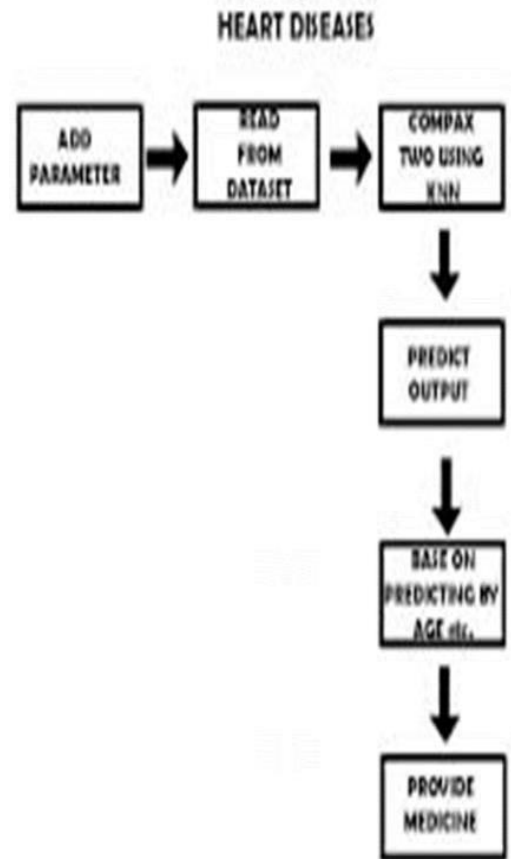 HEART DISEASES
ADD
PARAMETER
READ
FROM
DATASET
COMPAX
TWO USING
KNN
PREDICT
OUTPUT
BASE ON
PREDICTING BY
AGE etc.
PROVIDE
MEDICINE